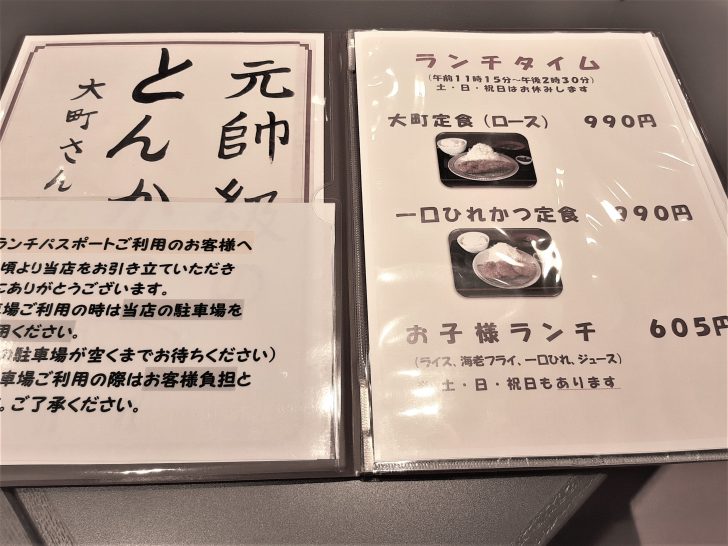 元帥級
とんか
大町さん
ランチパスポートご利用のお客様へ
頃より当店をお引き立ていただき
にありがとうございます。
車場ご利用の時は当店の駐車場を
用ください。
の駐車場が空くまでお待ちください）
車場ご利用の際はお客様負担と
す。ご了承ください。
ランチタイム
（午前１１時１５分～午後２時３０分）
土・日・祝日はお休みします
大町定食（ロース） ９９０円
一口ひれかつ定食 ９９０円
お子様ランチ ６０５円
（ライス、海老フライ、一口ひれ、ジュース）
土・日・祝日もあります